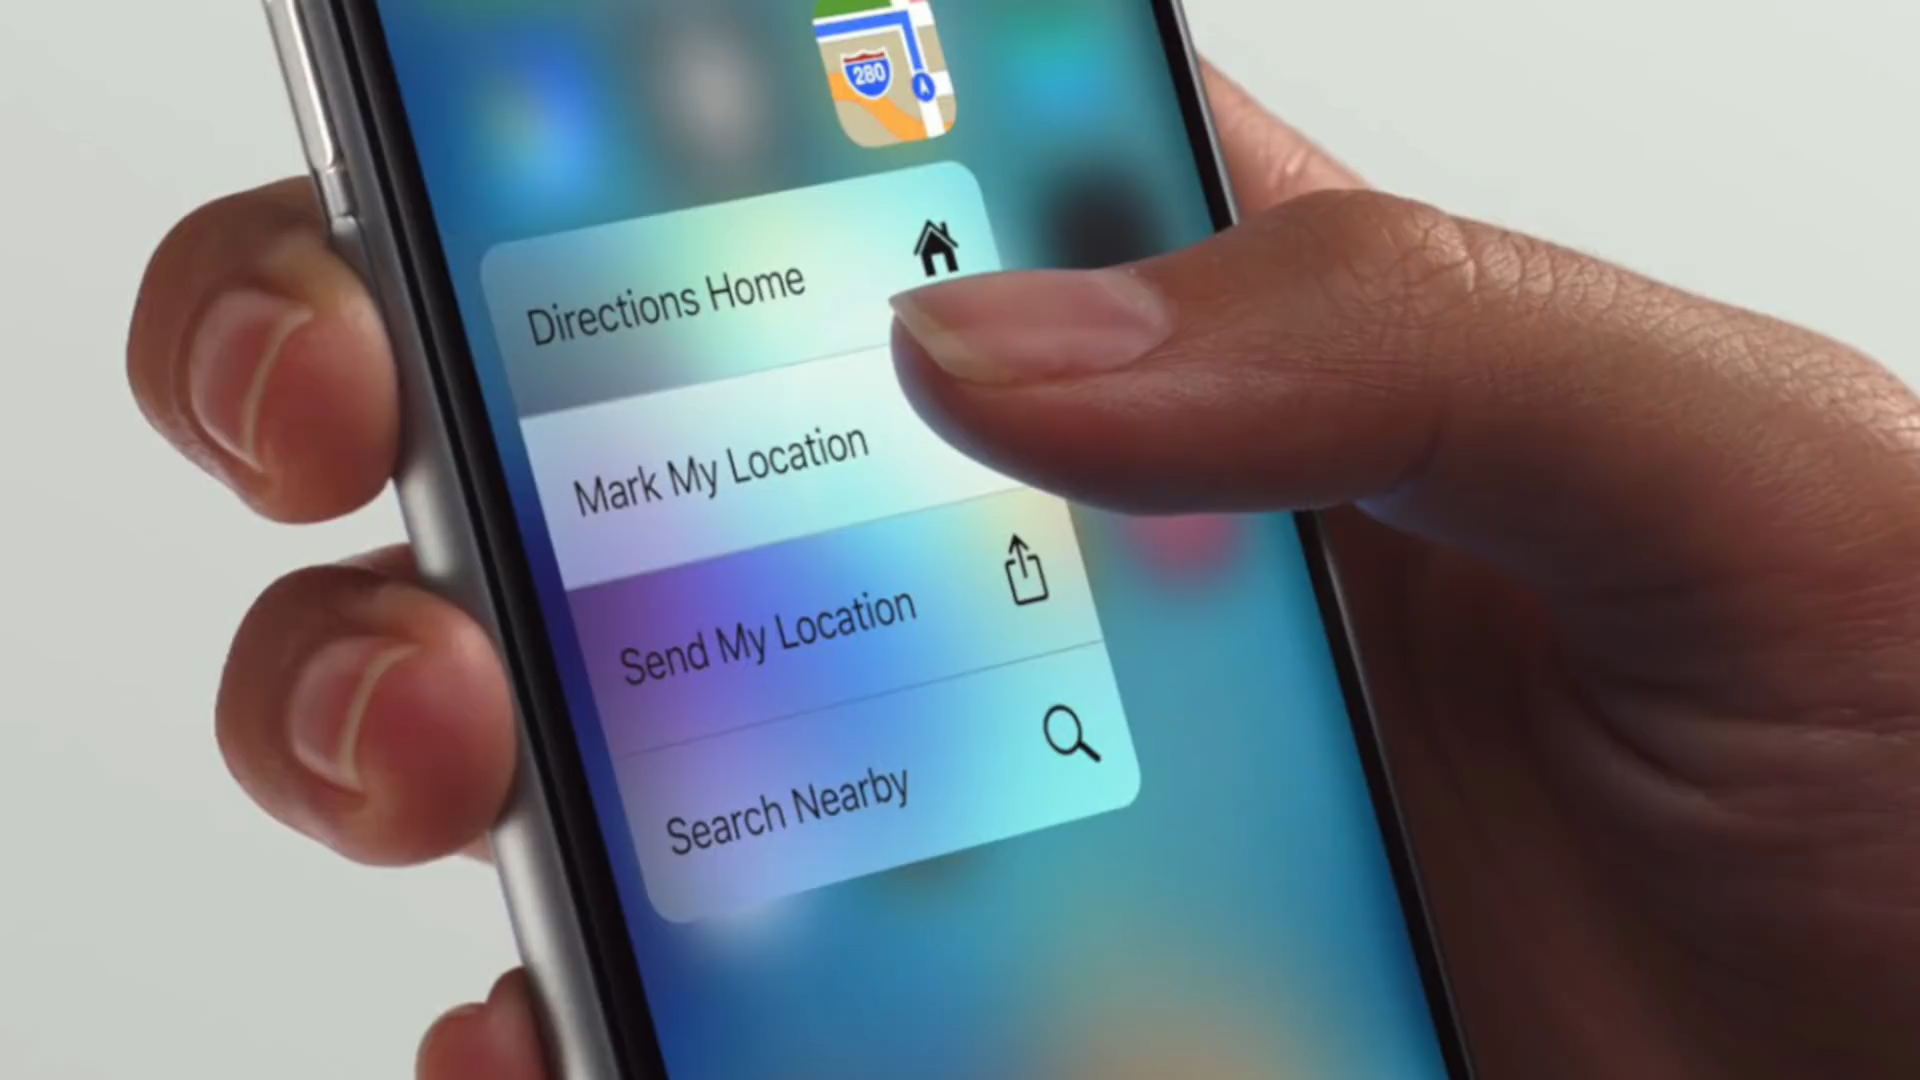 280
Directions Home
Mark My Location
Send My Location
Search Nearby